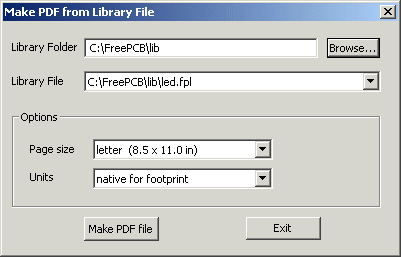 Make PDF from Library File
Library Folder C:\FreePCB\lib Browse...
Library File C:\FreePCB\lib\led.fpl
Options
Page size letter (8.5 x 11.0 in)
Units native for footprint
Make PDF file Exit